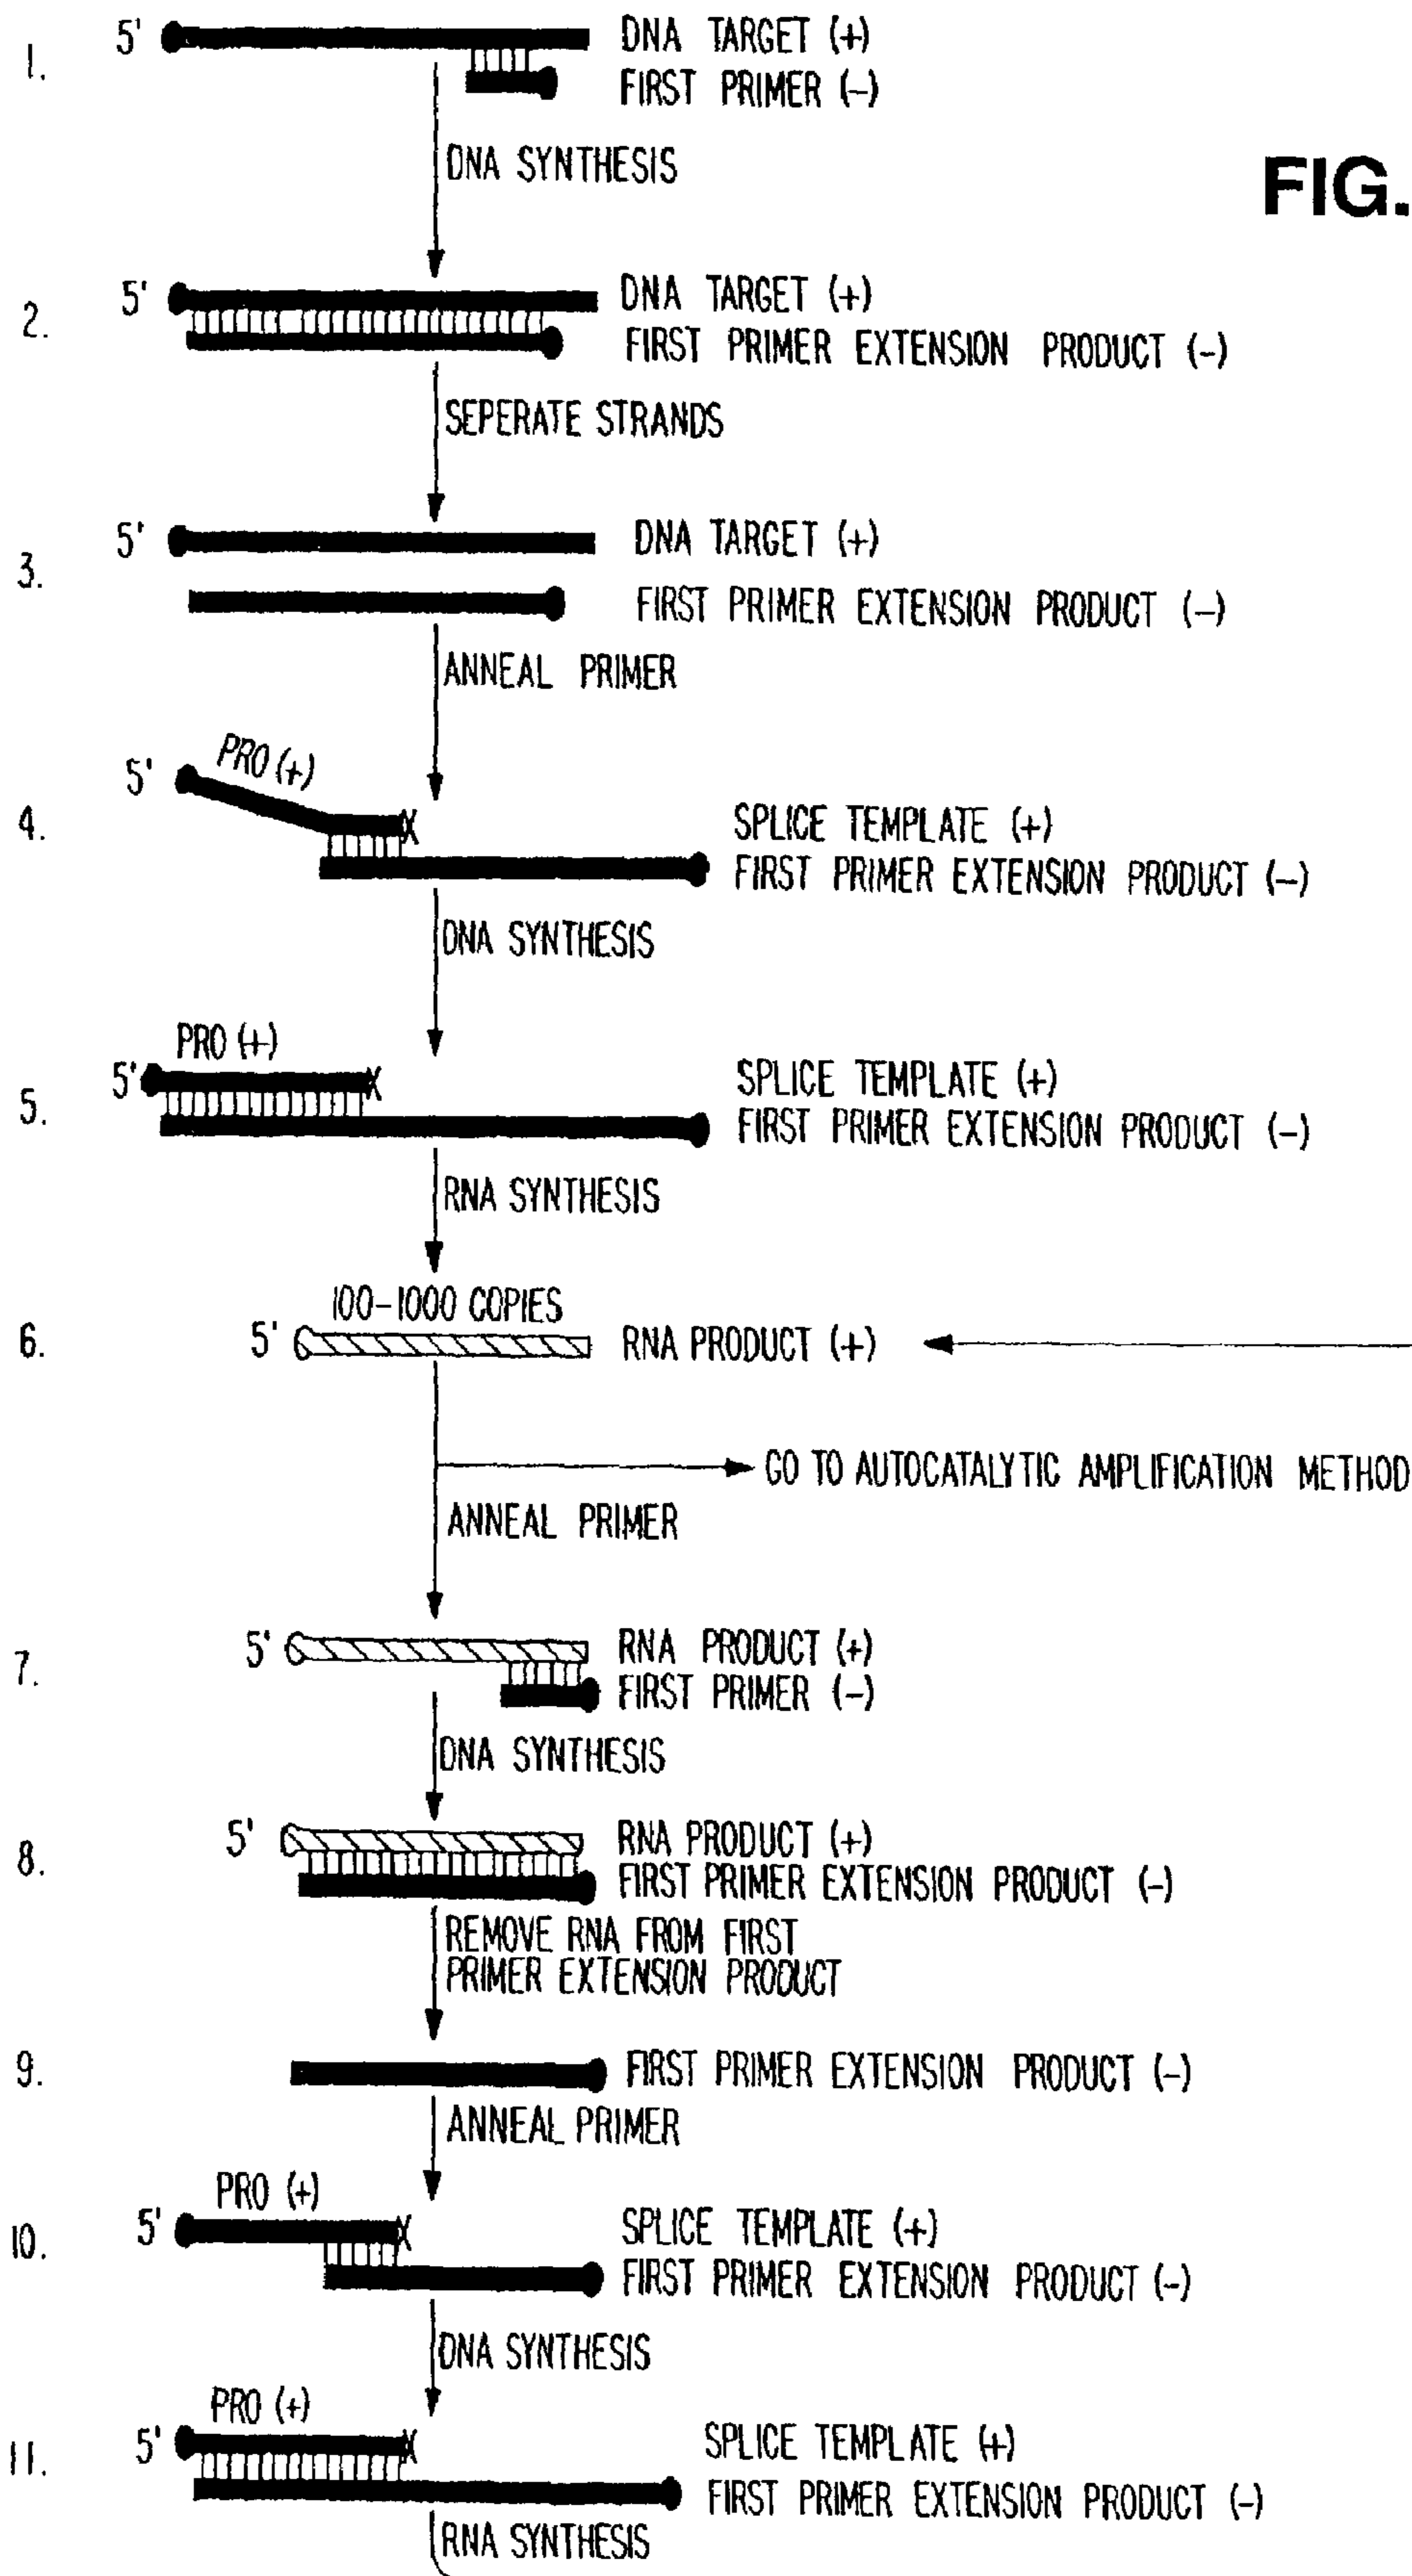 1.
5' DNA TARGET (+)
FIRST PRIMER (-)
DNA SYNTHESIS
FIG.
2.
5' DNA TARGET (+)
FIRST PRIMER EXTENSION PRODUCT (-)
SEPERATE STRANDS
3.
5' DNA TARGET (+)
FIRST PRIMER EXTENSION PRODUCT (-)
ANNEAL PRIMER
4.
5' PRO (+)
X SPLICE TEMPLATE (+)
FIRST PRIMER EXTENSION PRODUCT (-)
DNA SYNTHESIS
5.
PRO (+)
5' X SPLICE TEMPLATE (+)
FIRST PRIMER EXTENSION PRODUCT (-)
RNA SYNTHESIS
100-1000 COPIES
6. 5' RNA PRODUCT (+)
GO TO AUTOCATALYTIC AMPLIFICATION METHOD
ANNEAL PRIMER
7.
5' RNA PRODUCT (+)
FIRST PRIMER (-)
DNA SYNTHESIS
8.
5' RNA PRODUCT (+)
FIRST PRIMER EXTENSION PRODUCT (-)
REMOVE RNA FROM FIRST
PRIMER EXTENSION PRODUCT
9. FIRST PRIMER EXTENSION PRODUCT (-)
ANNEAL PRIMER
10.
PRO (+)
5' X SPLICE TEMPLATE (+)
FIRST PRIMER EXTENSION PRODUCT (-)
DNA SYNTHESIS
11.
PRO (+)
5' X SPLICE TEMPLATE (+)
FIRST PRIMER EXTENSION PRODUCT (-)
RNA SYNTHESIS